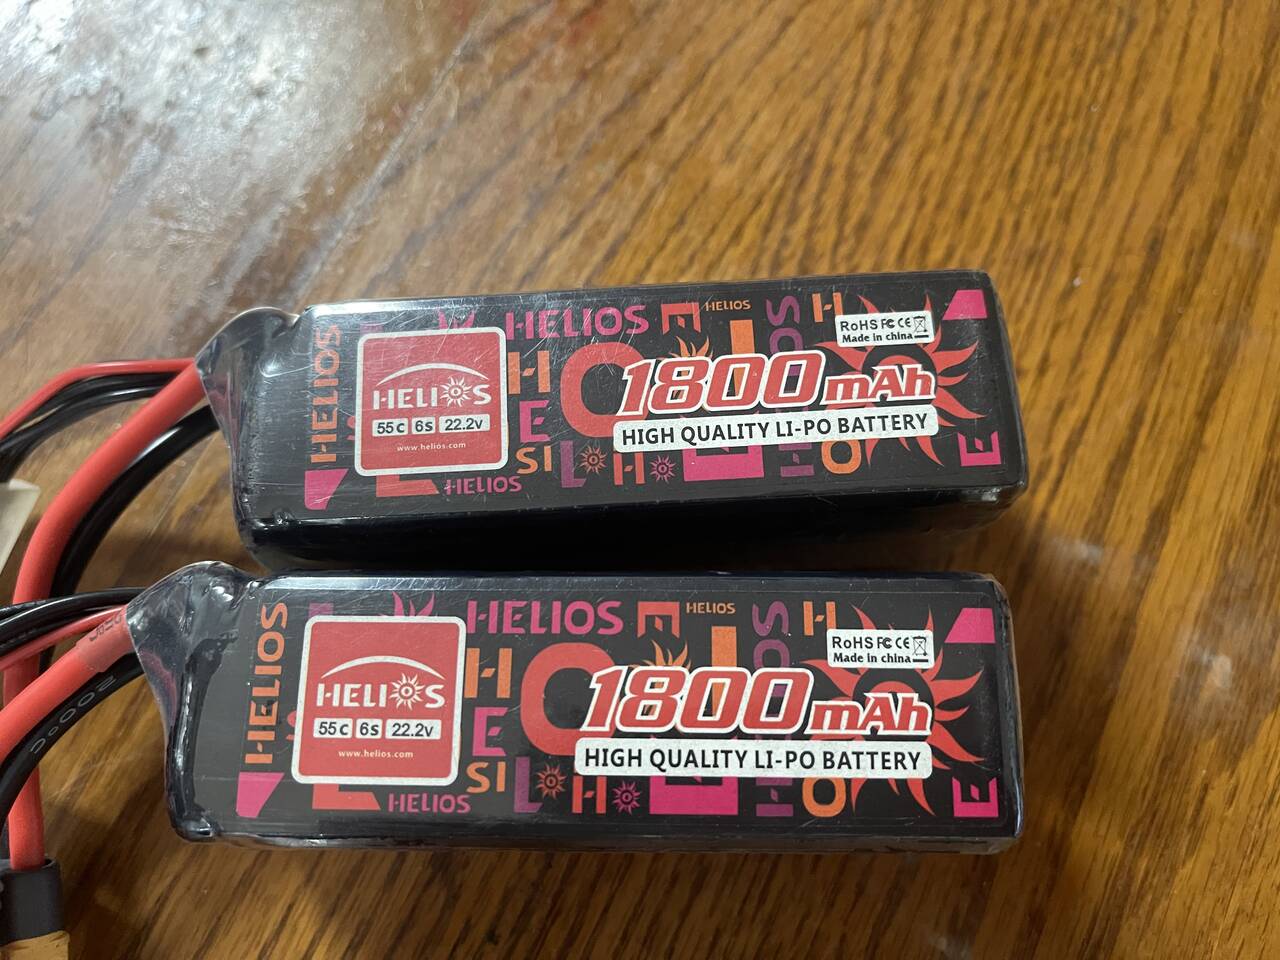 HELIOS
HELIOS
HELIOS
RoHS FC CE
Made in china
HELIOS
55c 6s 22.2v
www.helios.com
1800mAh
HIGH QUALITY LI-PO BATTERY
HELIOS
HELIOS
HELIOS
HELIOS
RoHS FC CE
Made in china
HELIOS
55c 6s 22.2v
www.helios.com
1800mAh
HIGH QUALITY LI-PO BATTERY
HELIOS